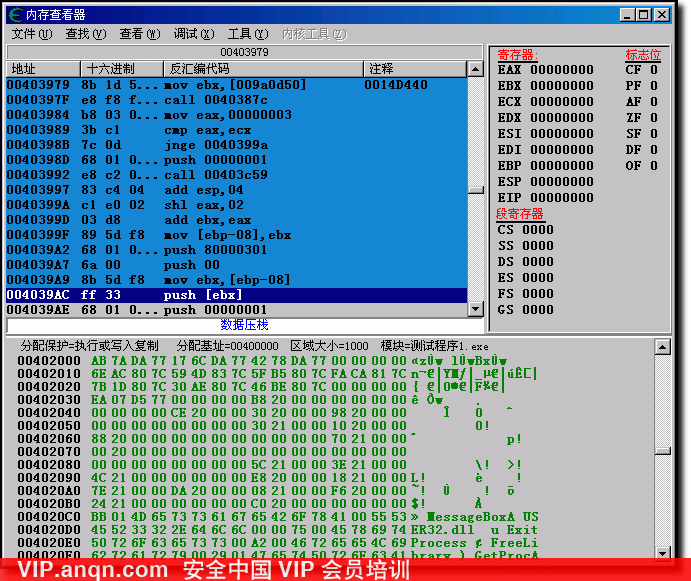 内存查看器
文件(U) 查找(V) 查看(W) 调试(X) 工具(Y) 内核工具(Z)
00403979
地址 十六进制 反汇编代码 注释
00403979 8b 1d 5... mov ebx,[009a0d50] 0014D440
0040397F e8 f8 f... call 0040387c
00403984 b8 03 0... mov eax,00000003
00403989 3b c1 cmp eax,ecx
0040398B 7c 0d jnge 0040399a
0040398D 68 01 0... push 00000001
00403992 e8 c2 0... call 00403c59
00403997 83 c4 04 add esp,04
0040399A c1 e0 02 shl eax,02
0040399D 03 d8 add ebx,eax
0040399F 89 5d f8 mov [ebp-08],ebx
004039A2 68 01 0... push 80000301
004039A7 6a 00 push 00
004039A9 8b 5d f8 mov ebx,[ebp-08]
004039AC ff 33 push [ebx]
004039AE 68 01 0... push 00000001
数据压栈
寄存器: 标志位
EAX 00000000 CF 0
EBX 00000000 PF 0
ECX 00000000 AF 0
EDX 00000000 ZF 0
ESI 00000000 SF 0
EDI 00000000 DF 0
EBP 00000000 OF 0
ESP 00000000
EIP 00000000
段寄存器
CS 0000
SS 0000
DS 0000
ES 0000
FS 0000
GS 0000
分配保护=执行或写入复制 分配基址=00400000 区域大小=1000 模块=测试程序1.exe
00402000 AB 7A DA 77 17 6C DA 77 42 78 DA 77 00 00 00 00 «zÚw lÚwBxÚw
00402010 6E AC 80 7C 59 4D 83 7C 5F B5 80 7C FA CA 81 7C n¬€|YMƒ|_µ€|úÊ|
00402020 7B 1D 80 7C 30 AE 80 7C 46 BE 80 7C 00 00 00 00 { €|0®€|F¾€|
00402030 EA 07 D5 77 00 00 00 00 B8 20 00 00 00 00 00 00 ê Õw .
00402040 00 00 00 00 CE 20 00 00 30 20 00 00 98 20 00 00 Î 0 ˜
00402050 00 00 00 00 00 00 00 00 30 21 00 00 10 20 00 00 0!
00402060 88 20 00 00 00 00 00 00 00 00 00 00 70 21 00 00 ˆ p!
00402070 00 20 00 00 00 00 00 00 00 00 00 00 00 00 00 00
00402080 00 00 00 00 00 00 00 00 5C 21 00 00 3E 21 00 00 \! >!
00402090 4C 21 00 00 00 00 00 00 E8 20 00 00 18 21 00 00 L! è !
004020A0 7E 21 00 00 DA 20 00 00 08 21 00 00 F6 20 00 00 ~! Ú ! ö
004020B0 24 21 00 00 00 00 00 00 C0 20 00 00 00 00 00 00 $! À
004020C0 BB 01 4D 65 73 73 61 67 65 42 6F 78 41 00 55 53 » MessageBoxA US
004020D0 45 52 33 32 2E 64 6C 6C 00 00 75 00 45 78 69 74 ER32.dll u Exit
004020E0 50 72 6F 63 65 73 73 00 A2 00 46 72 65 65 4C 69 Process ¢ FreeLi
004020F0 62 72 61 72 79 00 29 01 47 65 74 50 72 6F 63 41 brary ) GetProcA
VIP.anqn.com 安全中国 VIP 会员培训